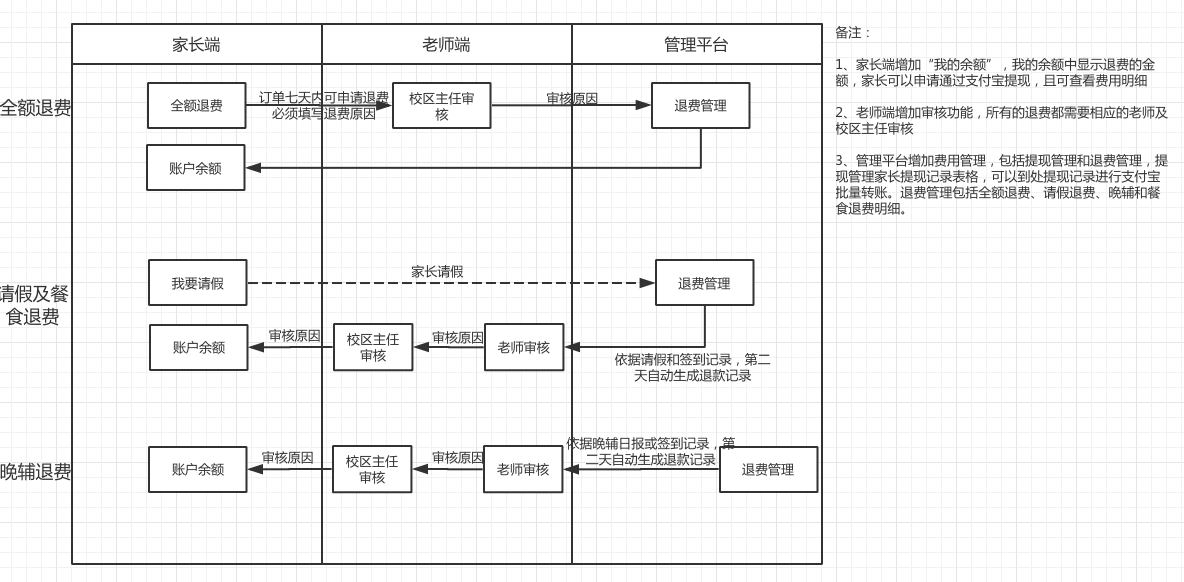 家长端
老师端
管理平台
全额退费
全额退费
订单七天内可申请退费
必须填写退费原因
校区主任审
核
审核原因
退费管理
账户余额
请假及餐
食退费
我要请假
家长请假
退费管理
账户余额
审核原因
校区主任
审核
审核原因
老师审核
依据请假和签到记录，第二
天自动生成退款记录
晚辅退费
账户余额
审核原因
校区主任
审核
审核原因
老师审核
依据晚辅日报或签到记录，第
二天自动生成退款记录
退费管理
备注：
1、家长端增加“我的余额”，我的余额中显示退费的金
额，家长可以申请通过支付宝提现，且可查看费用明细
2、老师端增加审核功能，所有的退费都需要相应的老师及
校区主任审核
3、管理平台增加费用管理，包括提现管理和退费管理，提
现管理家长提现记录表格，可以到处提现记录进行支付宝
批量转账。退费管理包括全额退费、请假退费、晚辅和餐
食退费明细。